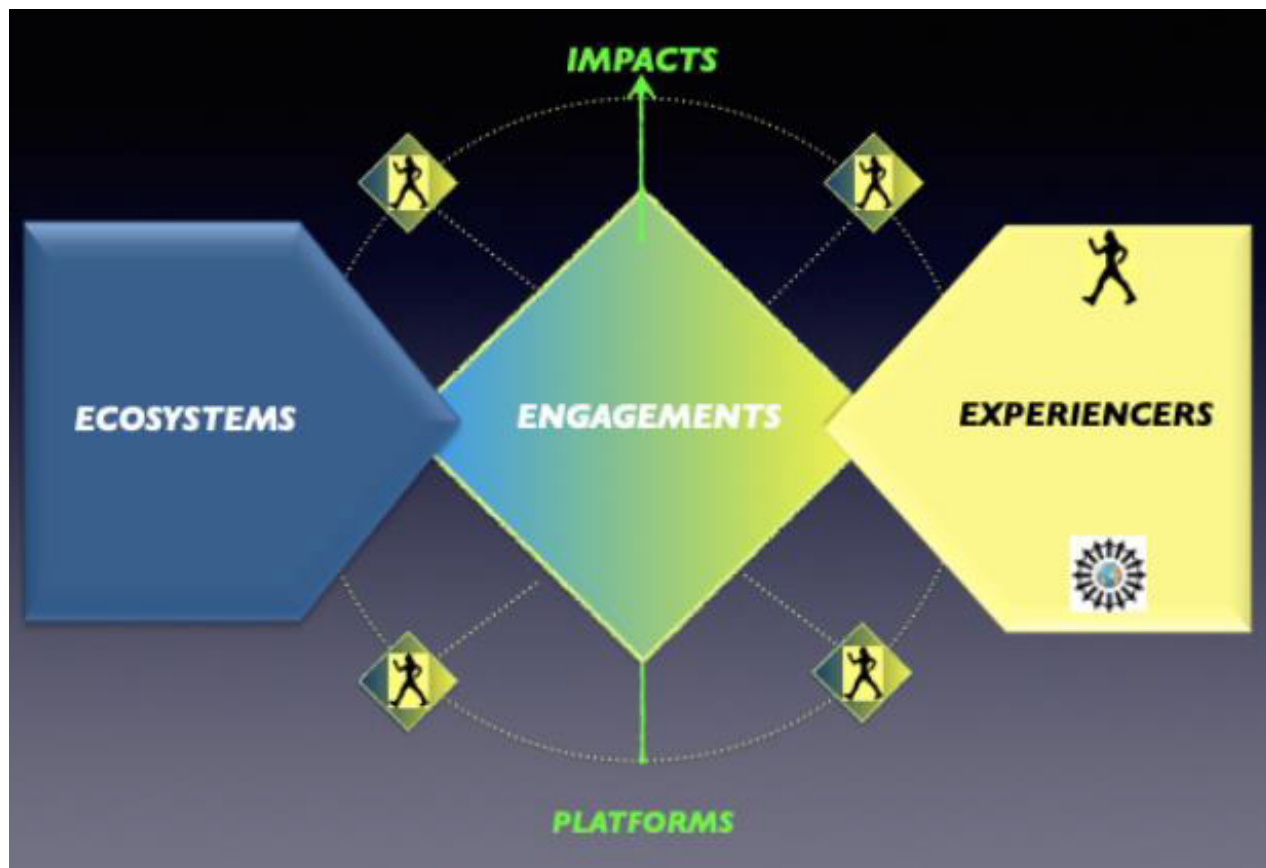 IMPACTS
ECOSYSTEMS
ENGAGEMENTS
EXPERIENCERS
PLATFORMS